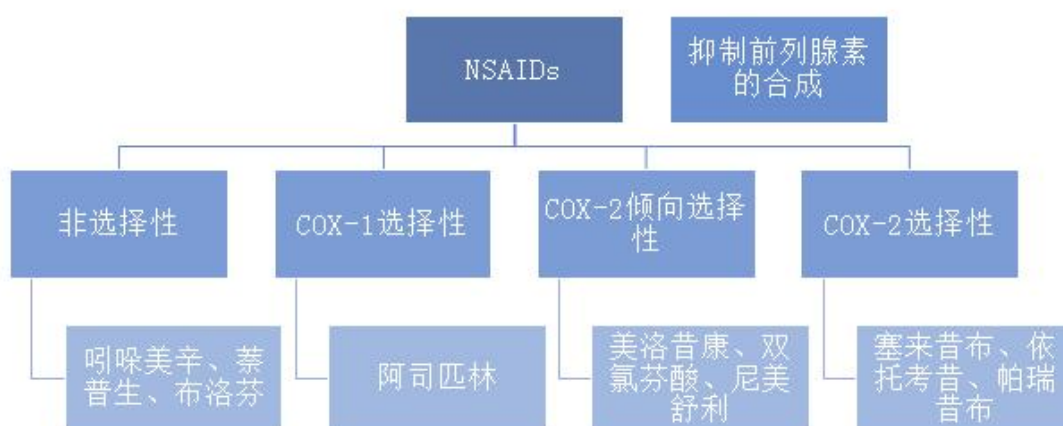 NSAIDs
抑制前列腺素
的合成
非选择性
COX-1选择性
COX-2倾向选择
性
COX-2选择性
吲哚美辛、萘
普生、布洛芬
阿司匹林
美洛昔康、双
氯芬酸、尼美
舒利
塞来昔布、依
托考昔、帕瑞
昔布